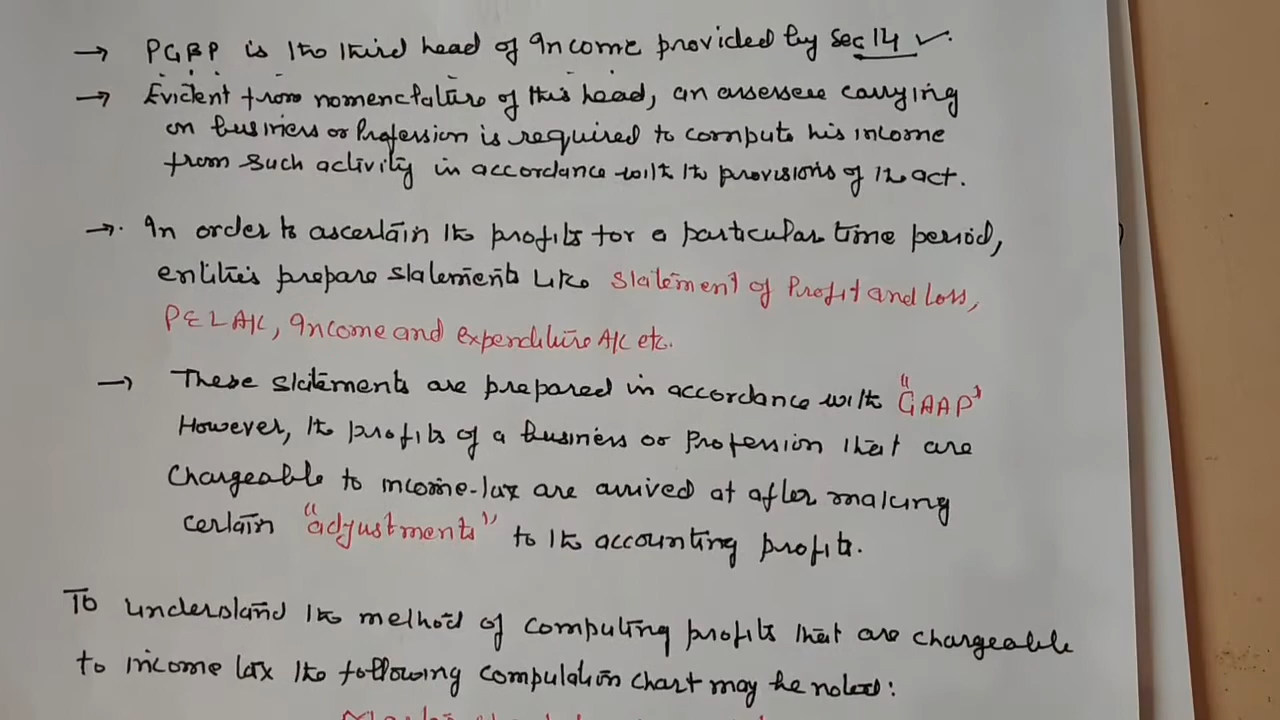 → PGBP is the third head of Income provided by Sec 14 ✓.
→ Evident from nomenclature of this head, an assessee carrying
on business or Profession is required to compute his income
from such activity in accordance with the provisions of the act.
→ In order to ascertain the profits for a particular time period,
entities prepare statements like Statement of Profit and Loss,
P&L A/c, Income and expenditure A/c etc.
→ These statements are prepared in accordance with "GAAP"
However, the profits of a business or Profession that are
Chargeable to income-tax are arrived at after making
certain "adjustments" to the accounting profits.
To understand the method of computing profits that are chargeable
to income tax the following computation chart may be noted: